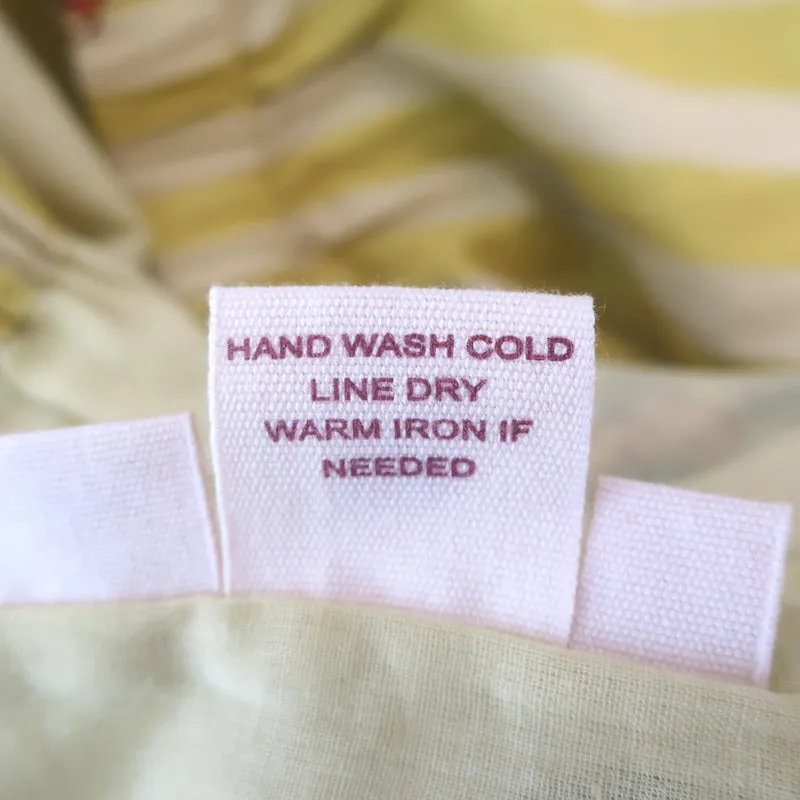 HAND WASH COLD
LINE DRY
WARM IRON IF
NEEDED